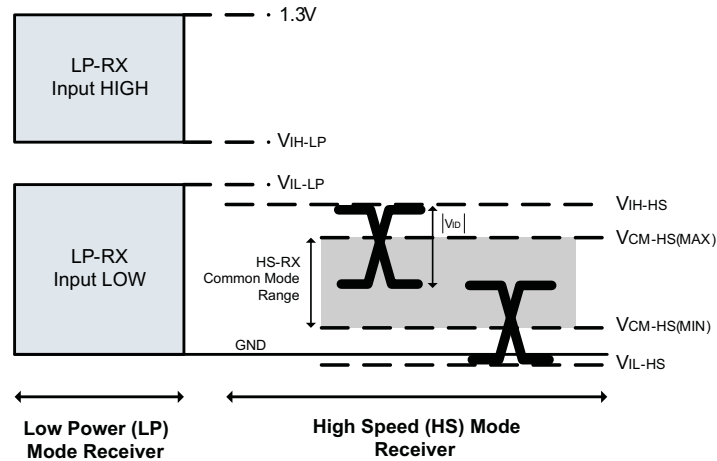 1.3V
LP-RX
Input HIGH
VIH-LP
VIL-LP
VIH-HS
|VID|
VCM-HS(MAX)
HS-RX
Common Mode
Range
LP-RX
Input LOW
VCM-HS(MIN)
GND
VIL-HS
Low Power (LP)
Mode Receiver
High Speed (HS) Mode
Receiver